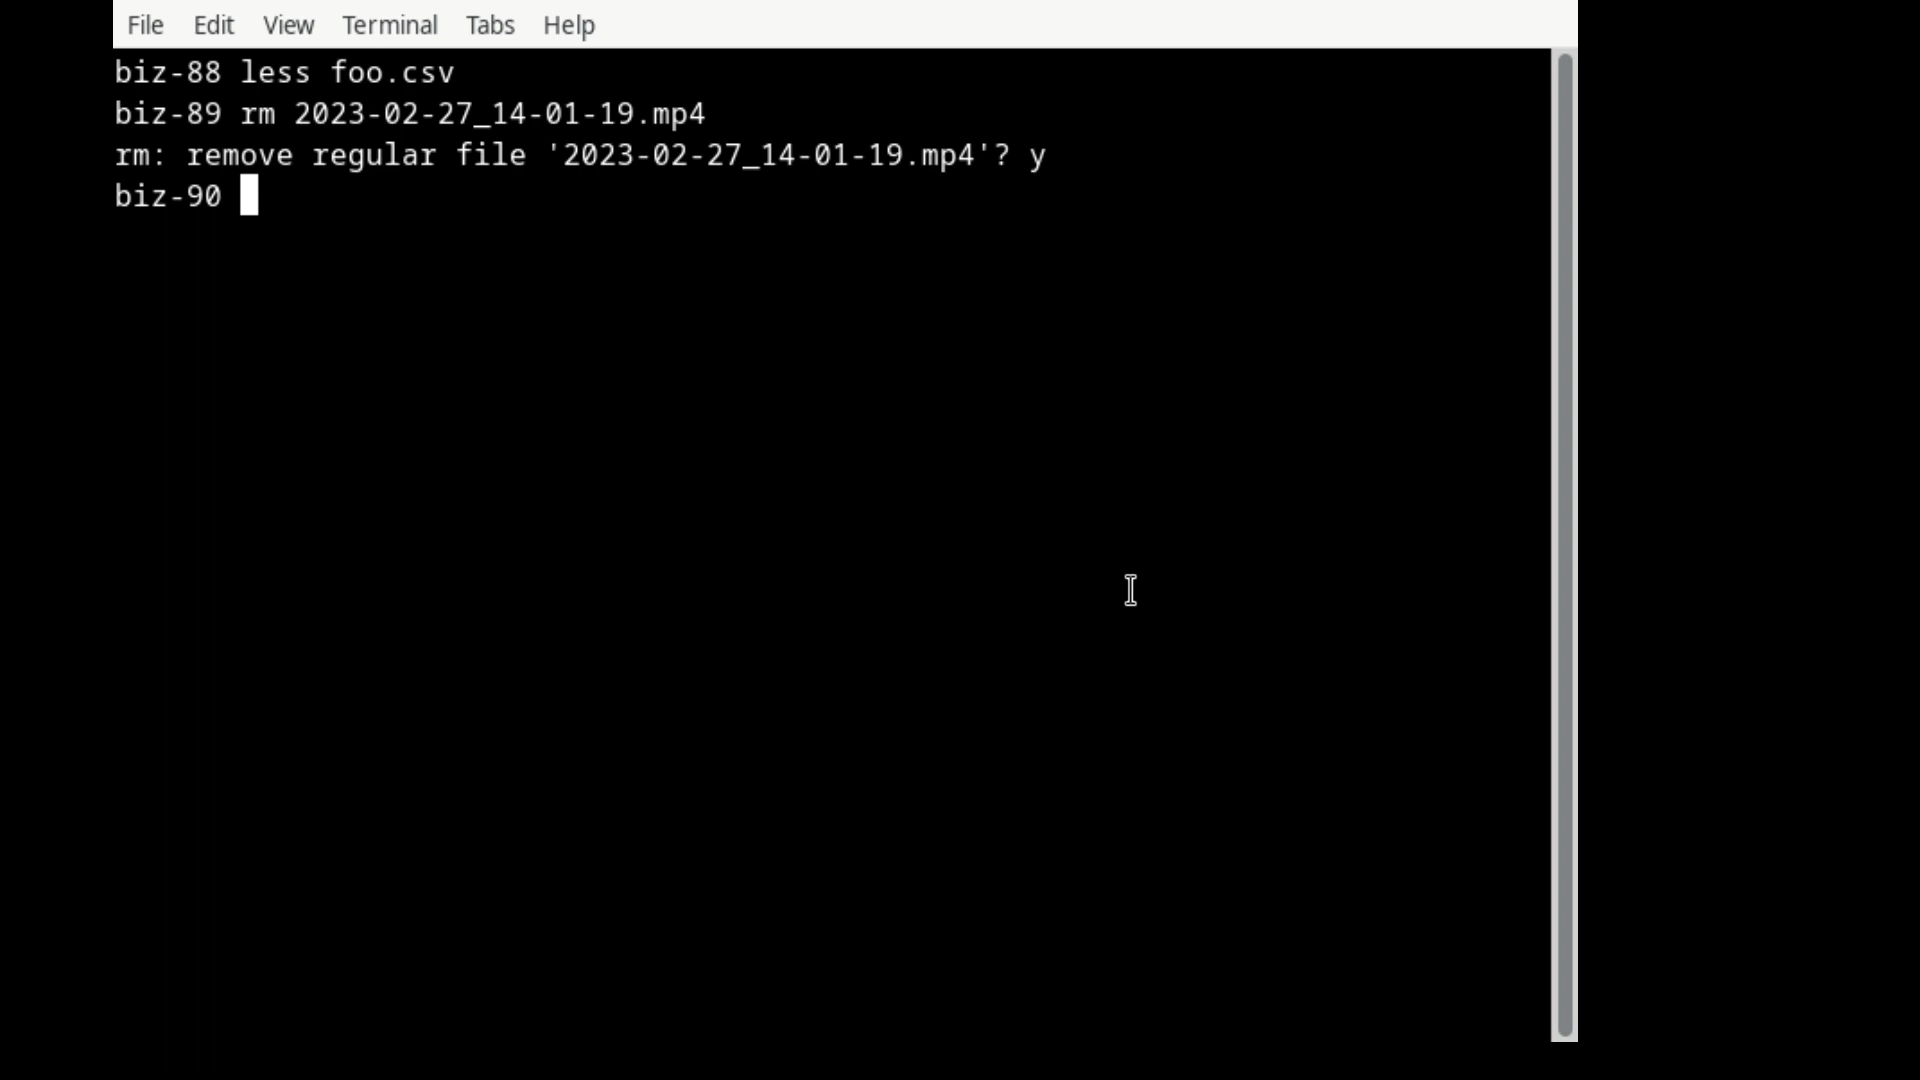 File Edit View Terminal Tabs Help
biz-88 less foo.csv
biz-89 rm 2023-02-27_14-01-19.mp4
rm: remove regular file '2023-02-27_14-01-19.mp4'? y
biz-90